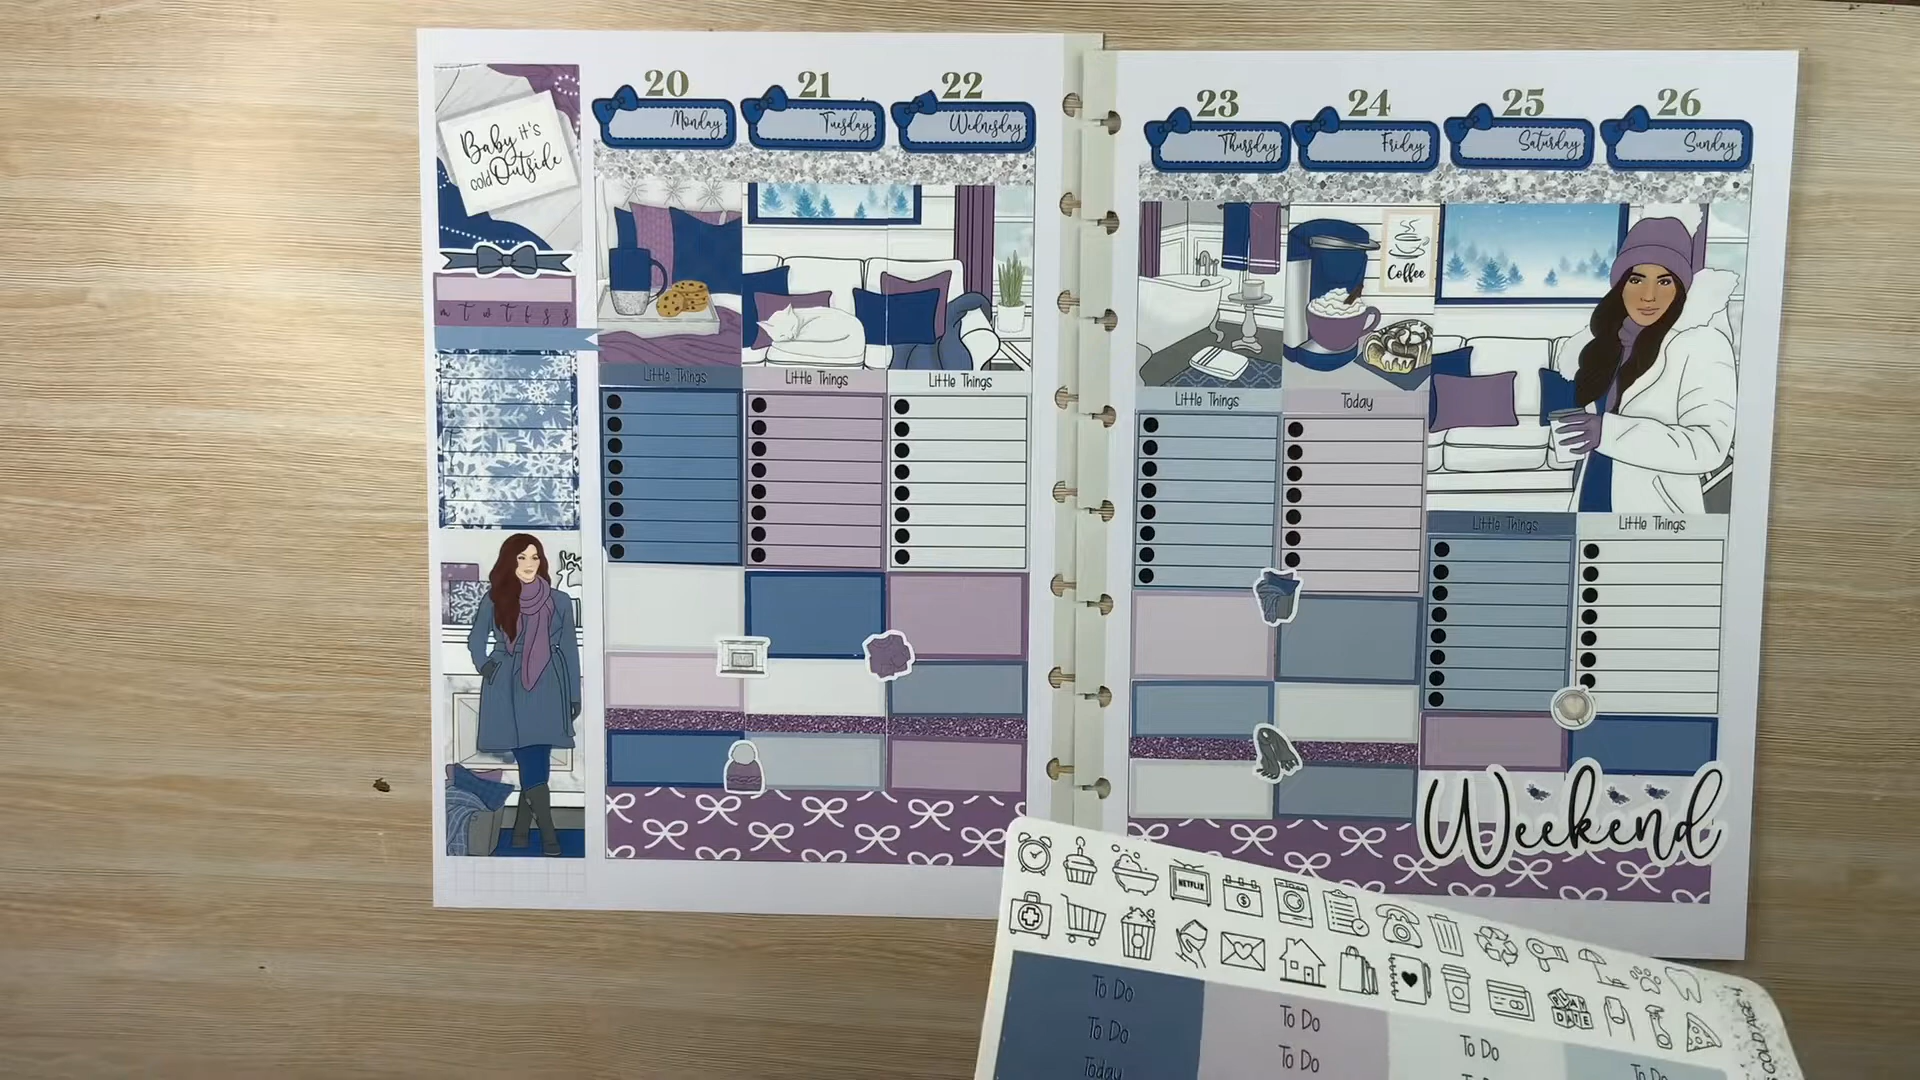 Baby it's
cold Outside
m t w t f s s
20
21
22
Monday
Tuesday
Wednesday
23
24
25
26
Thursday
Friday
Saturday
Sunday
Coffee
Little Things
Little Things
Little Things
Little Things
Today
Little Things
Little Things
Weekend
NETFLIX
$
PLAY
DATE
To Do
To Do
Today
To Do
To Do
To Do
To Do